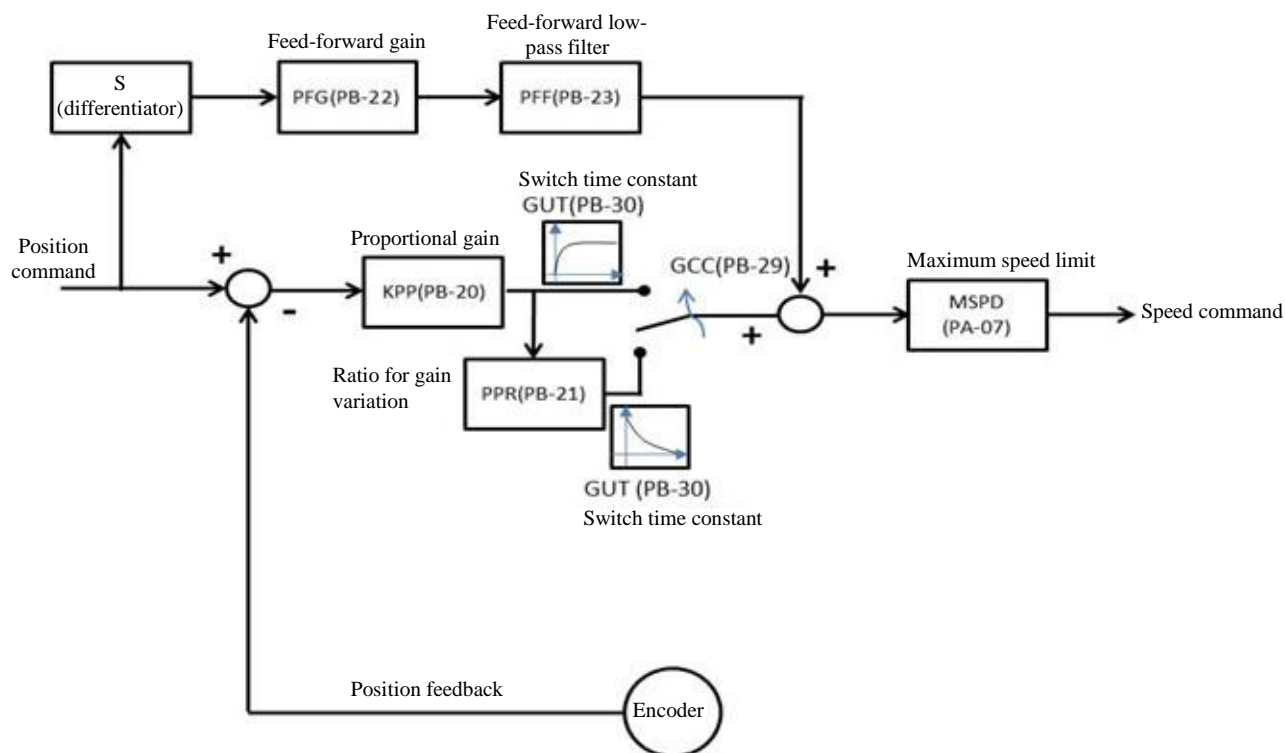 Feed-forward gain
Feed-forward low-
pass filter
S
(differentiator)
PFG(PB-22)
PFF(PB-23)
Switch time constant
GUT(PB-30)
Position
command
+
-
Proportional gain
KPP(PB-20)
GCC(PB-29)
+
+
Maximum speed limit
MSPD
(PA-07)
Speed command
Ratio for gain
variation
PPR(PB-21)
GUT (PB-30)
Switch time constant
Position feedback
Encoder